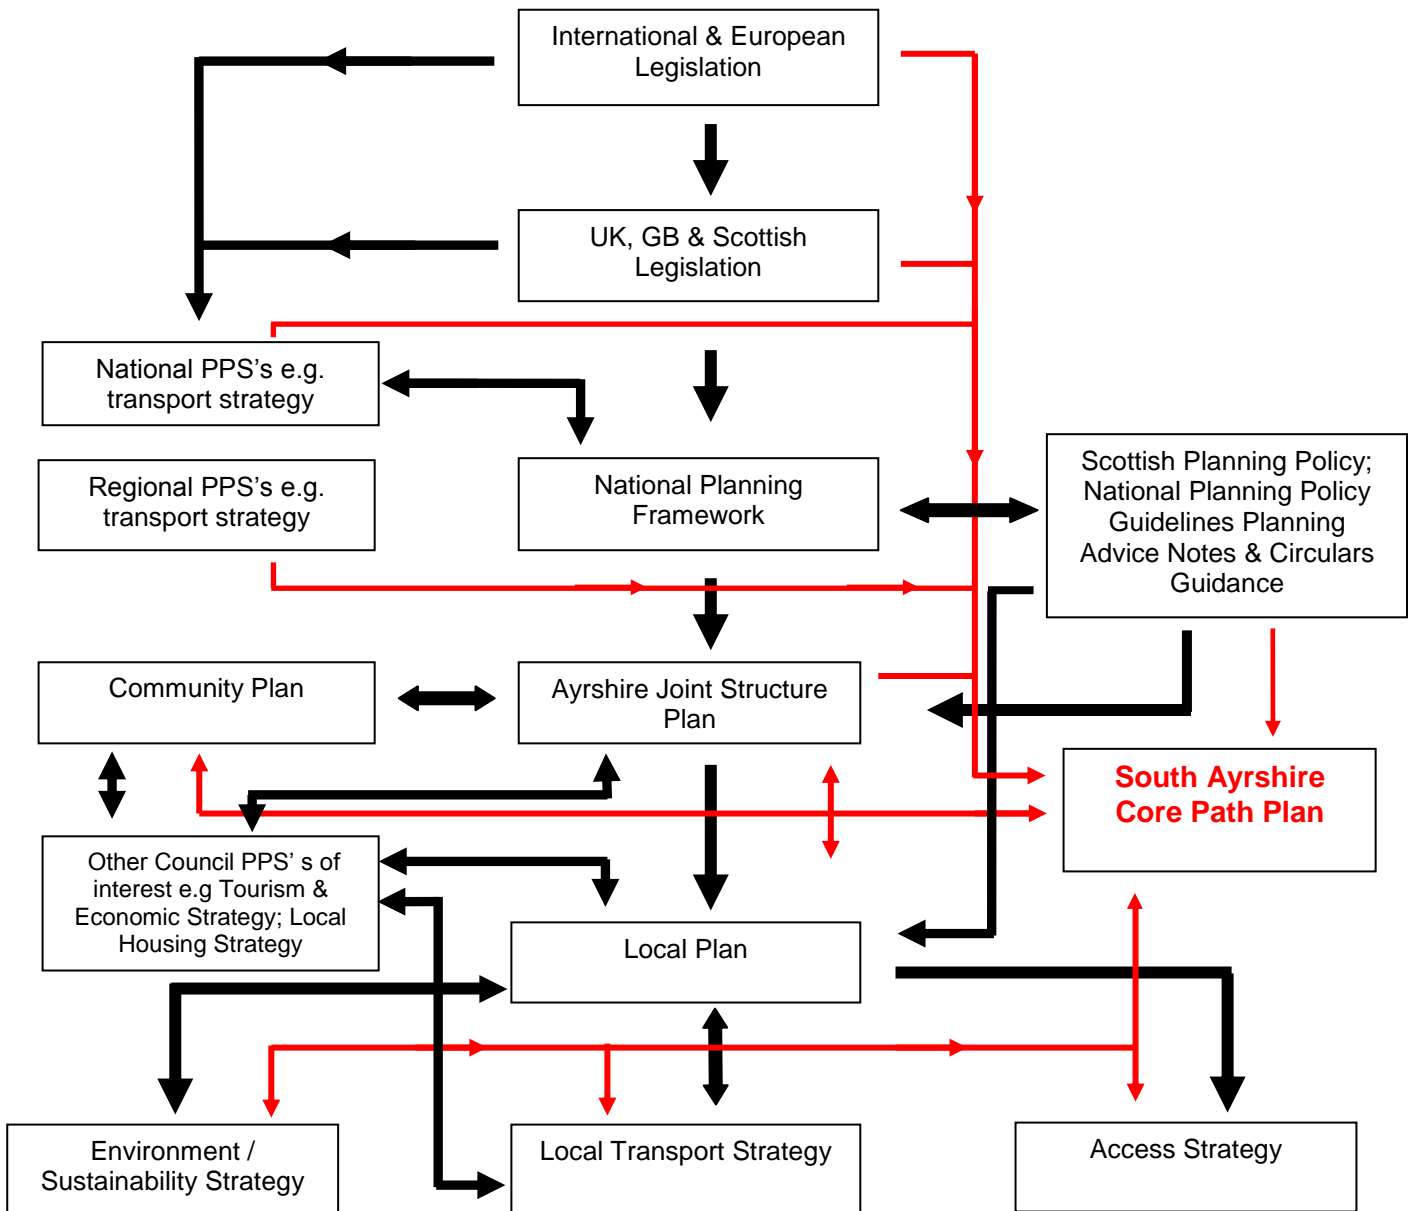 International & European
Legislation
UK, GB & Scottish
Legislation
National PPS’s e.g.
transport strategy
Regional PPS’s e.g.
transport strategy
National Planning
Framework
Scottish Planning Policy;
National Planning Policy
Guidelines Planning
Advice Notes & Circulars
Guidance
Community Plan
Ayrshire Joint Structure
Plan
South Ayrshire
Core Path Plan
Other Council PPS’ s of
interest e.g Tourism &
Economic Strategy; Local
Housing Strategy
Local Plan
Environment /
Sustainability Strategy
Local Transport Strategy
Access Strategy